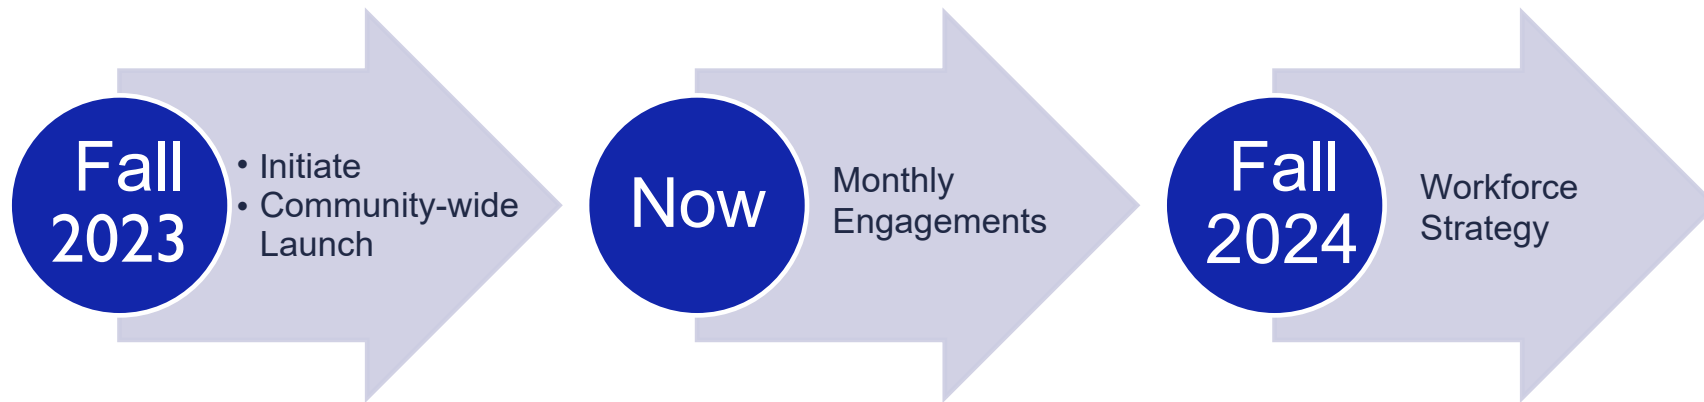 Fall
2023
• Initiate
• Community-wide
Launch
Now
Monthly
Engagements
Fall
2024
Workforce
Strategy